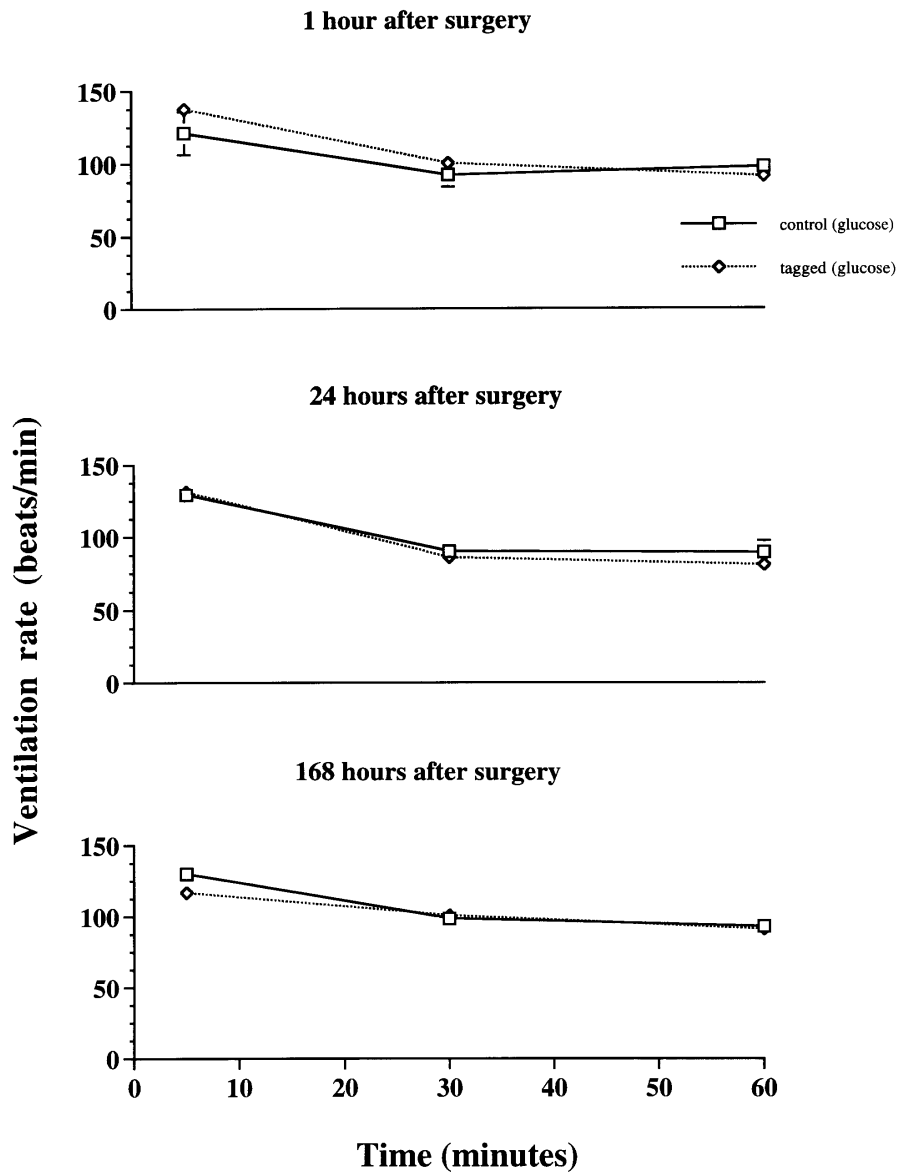 1 hour after surgery
150
100
50
0
control (glucose)
tagged (glucose)
24 hours after surgery
150
100
50
0
Ventilation rate (beats/min)
168 hours after surgery
150
100
50
0
0 10 20 30 40 50 60
Time (minutes)